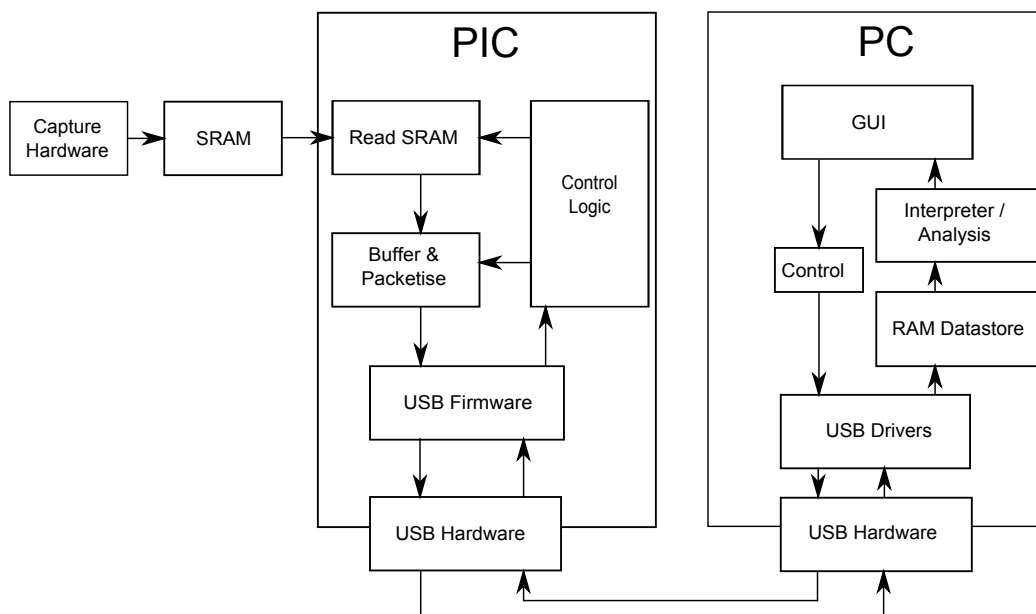 PIC
PC
Capture
Hardware
SRAM
Read SRAM
Control
Logic
Buffer &
Packetise
USB Firmware
USB Hardware
GUI
Interpreter /
Analysis
Control
RAM Datastore
USB Drivers
USB Hardware